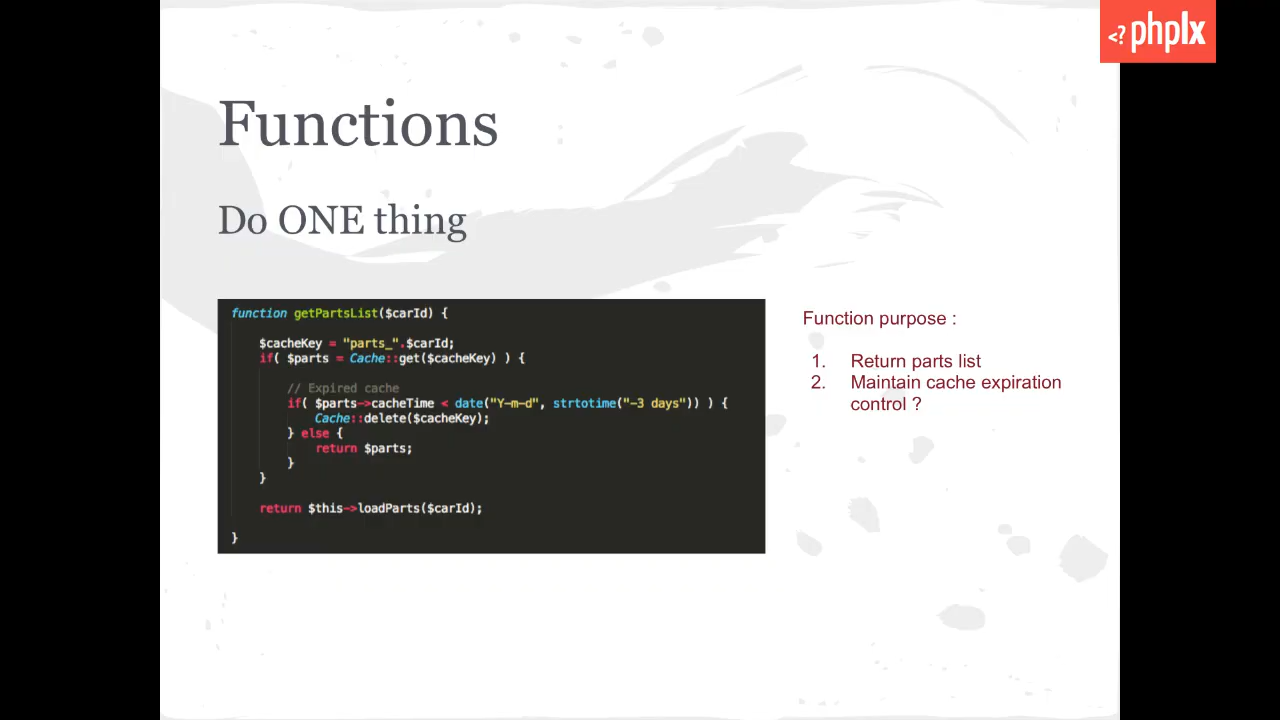 <? phplx
Functions
Do ONE thing
function getPartsList($carId) {
$cacheKey = "parts_".$carId;
if( $parts = Cache::get($cacheKey) ) {
// Expired cache
if( $parts->cacheTime < date("Y-m-d", strtotime("-3 days")) ) {
Cache::delete($cacheKey);
} else {
return $parts;
}
}
return $this->loadParts($carId);
}
Function purpose :
1. Return parts list
2. Maintain cache expiration
control ?